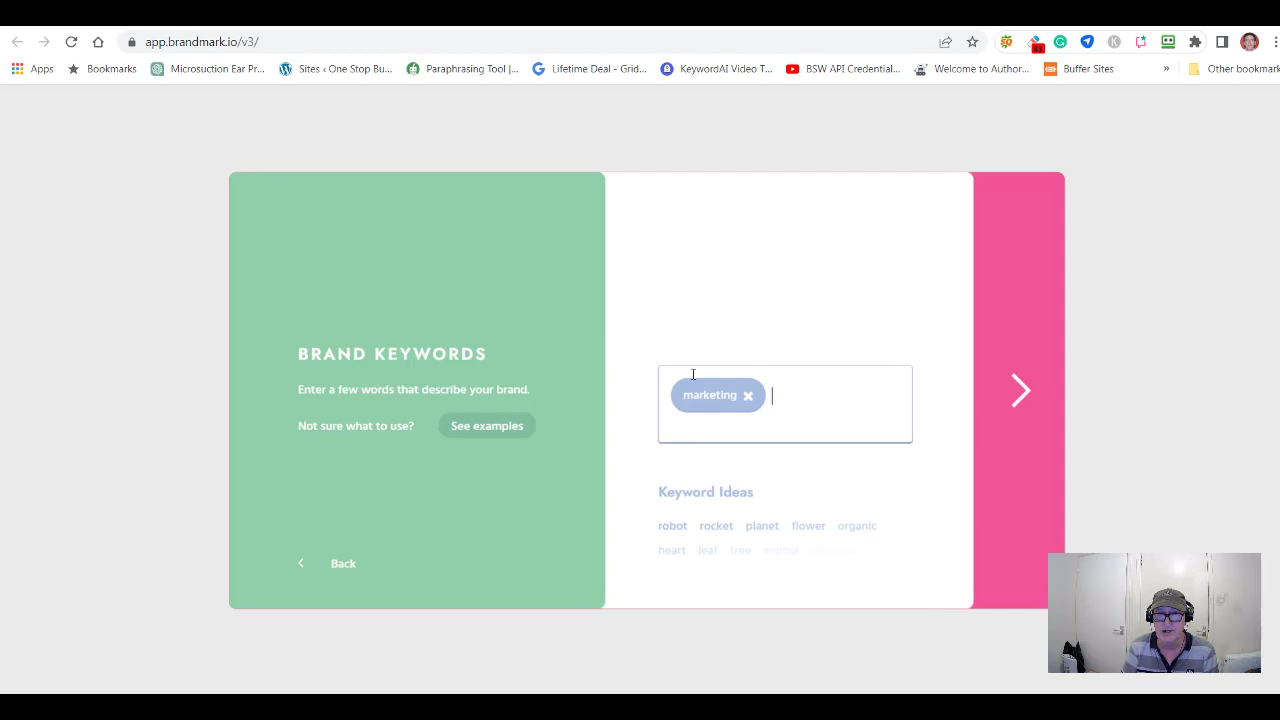 app.brandmark.io/v3/
Apps Bookmarks Microsuction Ear Pr... Sites ‹ One Stop Bu... Paraphrasing Tool |... Lifetime Deal - Grid... KeywordAI Video T... BSW API Credential... Welcome to Author... Buffer Sites » Other bookmark
BRAND KEYWORDS
Enter a few words that describe your brand.
Not sure what to use? See examples
Back
marketing
Keyword Ideas
robot rocket planet flower organic
heart leaf tree animal